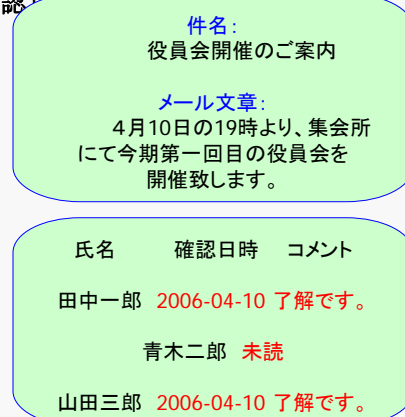 認
件名：
役員会開催のご案内
メール文章：
４月10日の19時より、集会所
にて今期第一回目の役員会を
開催致します。
氏名 確認日時 コメント
田中一郎 2006-04-10 了解です。
青木二郎 未読
山田三郎 2006-04-10 了解です。